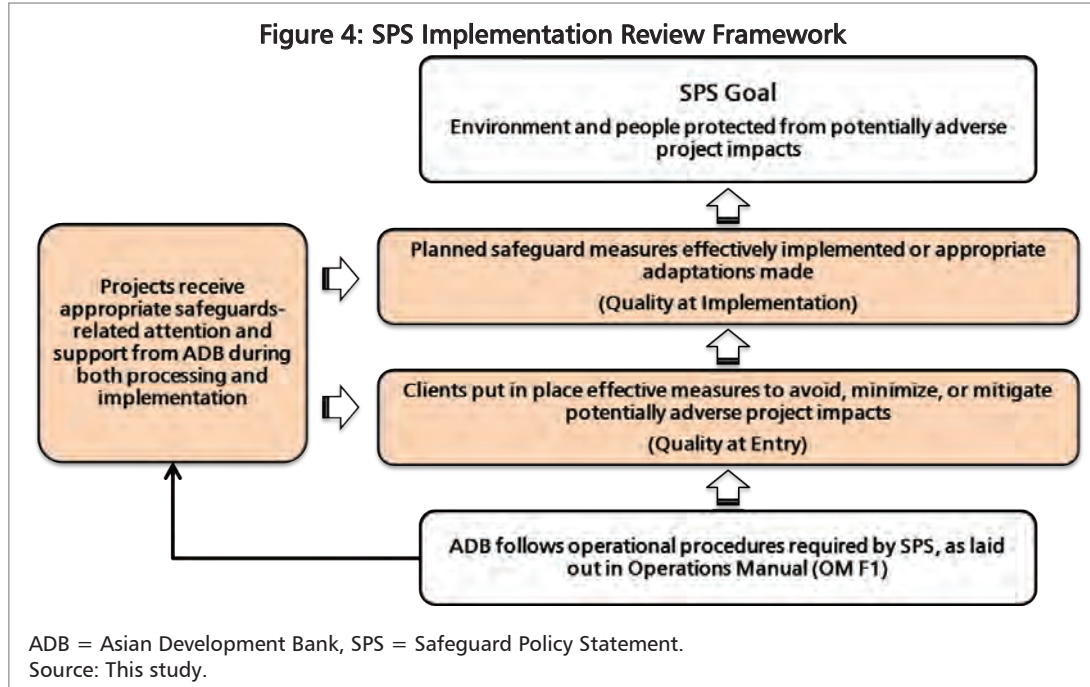 Figure 4: SPS Implementation Review Framework
SPS Goal
Environment and people protected from potentially adverse
project impacts
Projects receive
appropriate safeguards-
related attention and
support from ADB during
both processing and
implementation
Planned safeguard measures effectively implemented or appropriate
adaptations made
(Quality at Implementation)
Clients put in place effective measures to avoid, minimize, or mitigate
potentially adverse project impacts
(Quality at Entry)
ADB follows operational procedures required by SPS, as laid
out in Operations Manual (OM F1)
ADB = Asian Development Bank, SPS = Safeguard Policy Statement.
Source: This study.